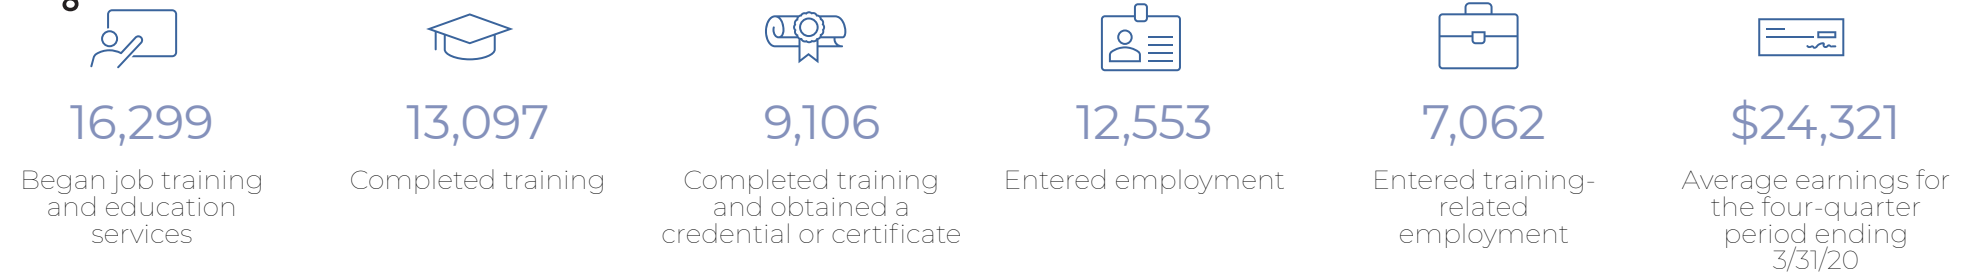 16,299
Began job training
and education
services
13,097
Completed training
9,106
Completed training
and obtained a
credential or certificate
12,553
Entered employment
7,062
Entered training-
related
employment
$24,321
Average earnings for
the four-quarter
period ending
3/31/20